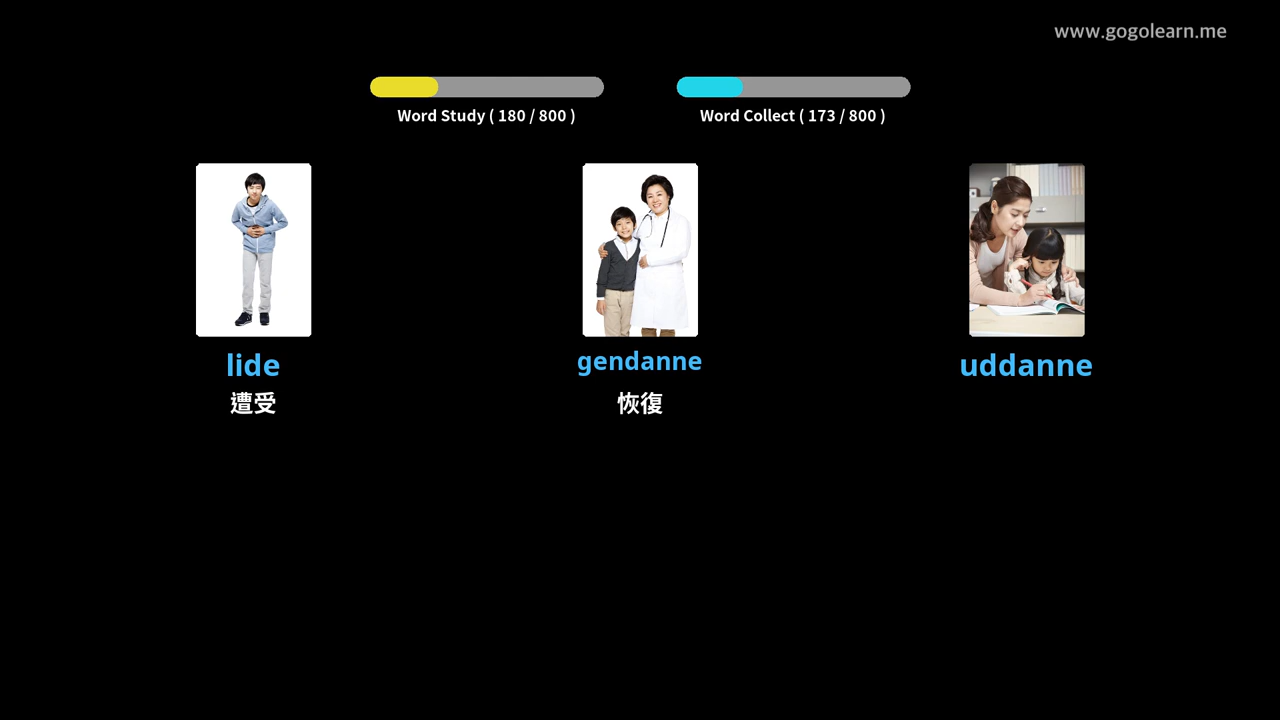 www.gogolearn.me
Word Study ( 180 / 800 )
Word Collect ( 173 / 800 )
lide
遭受
gendanne
恢復
uddanne